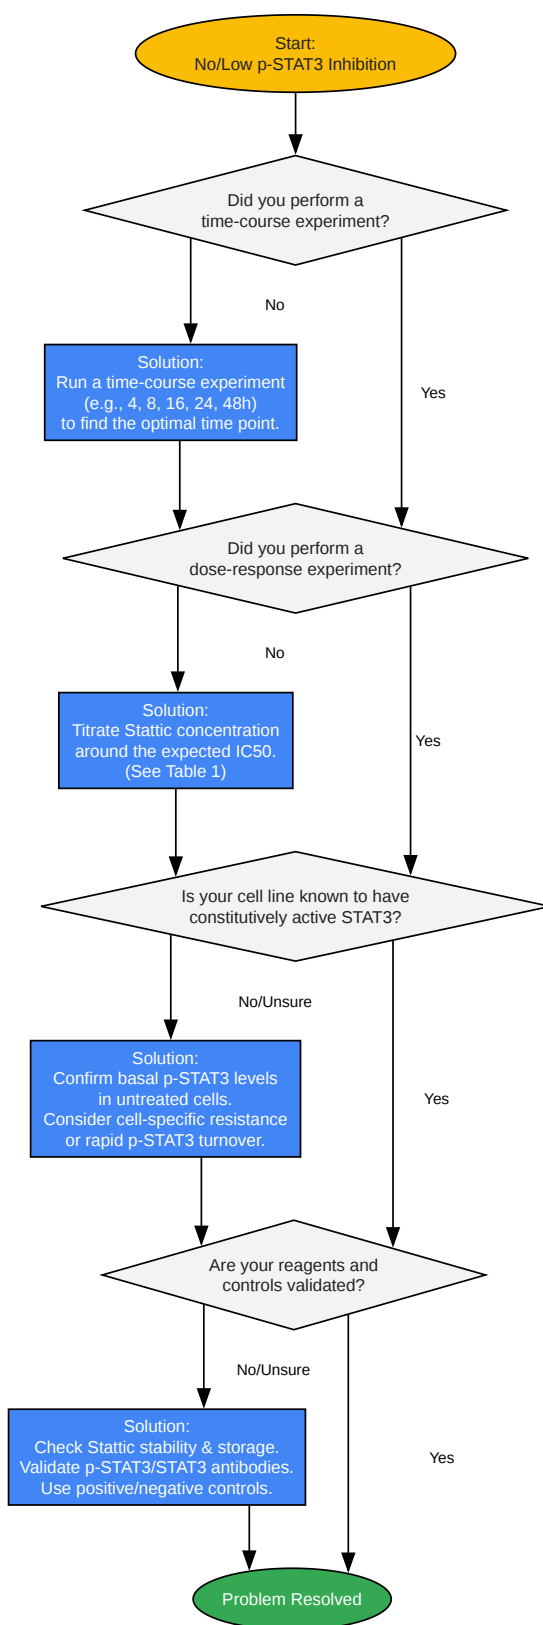 Start:
No/Low p-STAT3 Inhibition
Did you perform a
time-course experiment?
No
Solution:
Run a time-course experiment
(e.g., 4, 8, 16, 24, 48h)
to find the optimal time point.
Yes
Did you perform a
dose-response experiment?
No
Solution:
Titrate Stattic concentration
around the expected IC50.
(See Table 1)
Yes
Is your cell line known to have
constitutively active STAT3?
No/Unsure
Solution:
Confirm basal p-STAT3 levels
in untreated cells.
Consider cell-specific resistance
or rapid p-STAT3 turnover.
Yes
Are your reagents and
controls validated?
No/Unsure
Solution:
Check Stattic stability & storage.
Validate p-STAT3/STAT3 antibodies.
Use positive/negative controls.
Yes
Problem Resolved